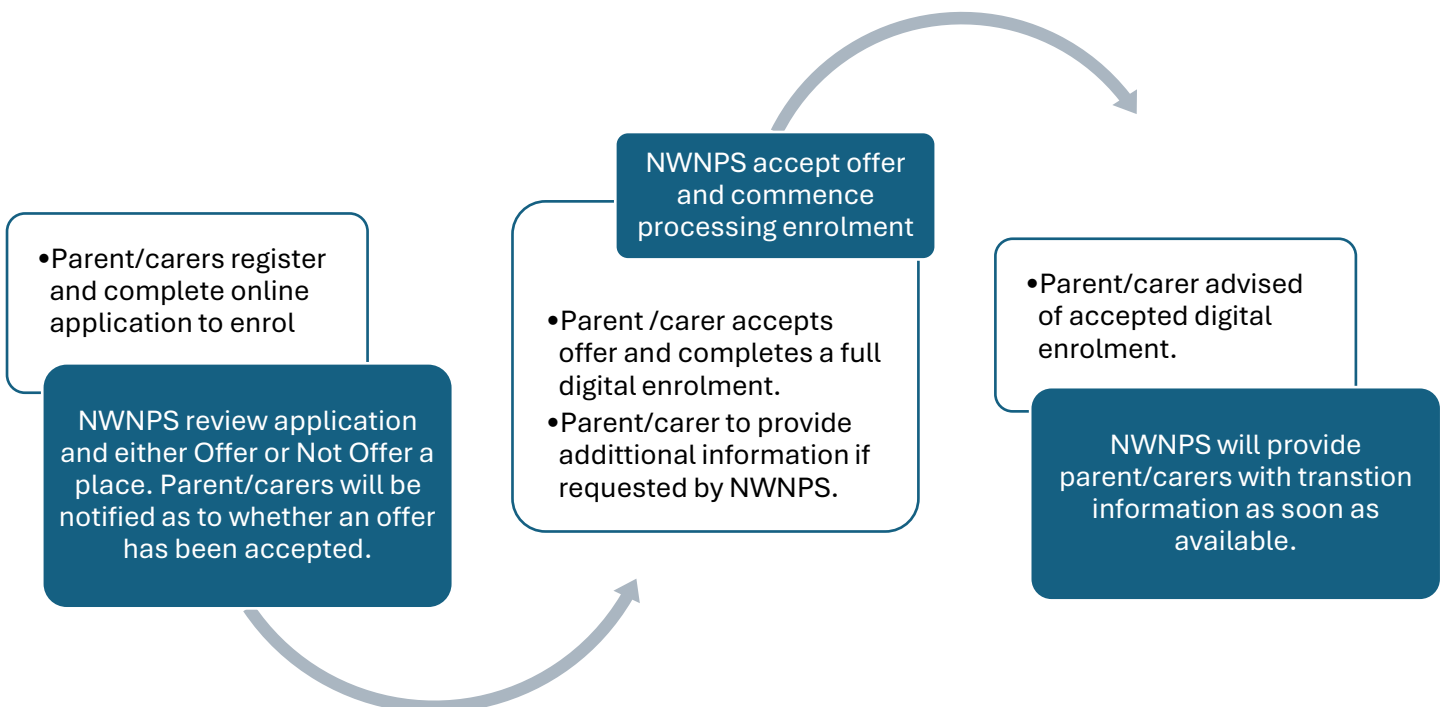 •Parent/carers register
and complete online
application to enrol
NWNPS review application
and either Offer or Not Offer a
place. Parent/carers will be
notified as to whether an offer
has been accepted.
NWNPS accept offer
and commence
processing enrolment
•Parent /carer accepts
offer and completes a full
digital enrolment.
•Parent/carer to provide
addittional information if
requested by NWNPS.
•Parent/carer advised
of accepted digital
enrolment.
NWNPS will provide
parent/carers with transtion
information as soon as
available.